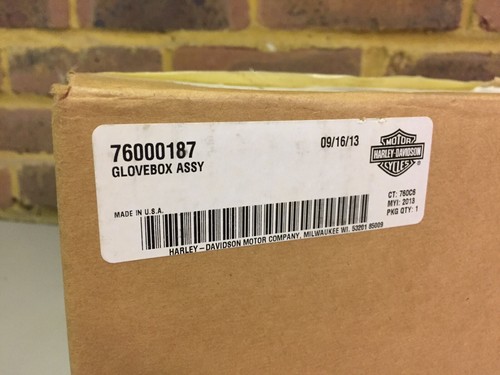 76000187
09/16/13
GLOVEBOX ASSY
MOTOR
HARLEY-DAVIDSON
CYCLES
®
CT: 760C6
MYI: 2013
PKG QTY: 1
MADE IN U.S.A.
HARLEY-DAVIDSON MOTOR COMPANY, MILWAUKEE WI. 53201 85009